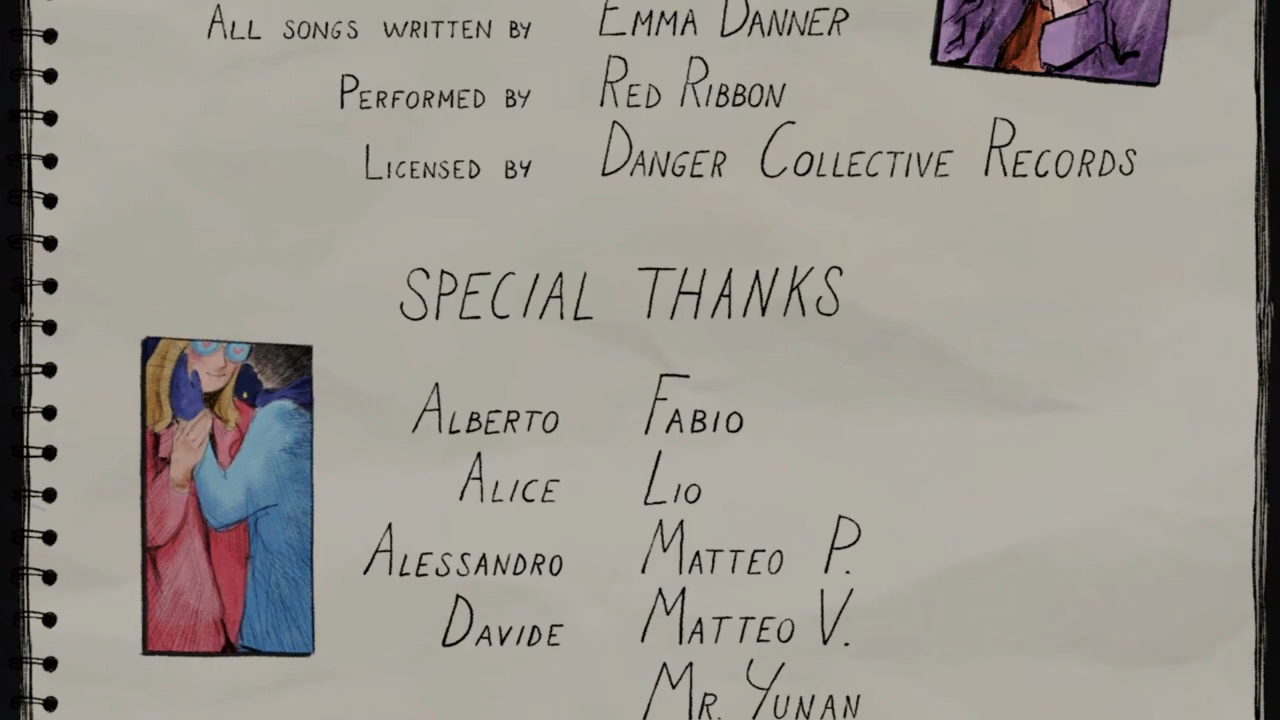 All songs written by Emma Danner
Performed by Red Ribbon
Licensed by Danger Collective Records
SPECIAL THANKS
Alberto Fabio
Alice Lio
Alessandro Matteo P.
Davide Matteo V.
Mr. Yunan